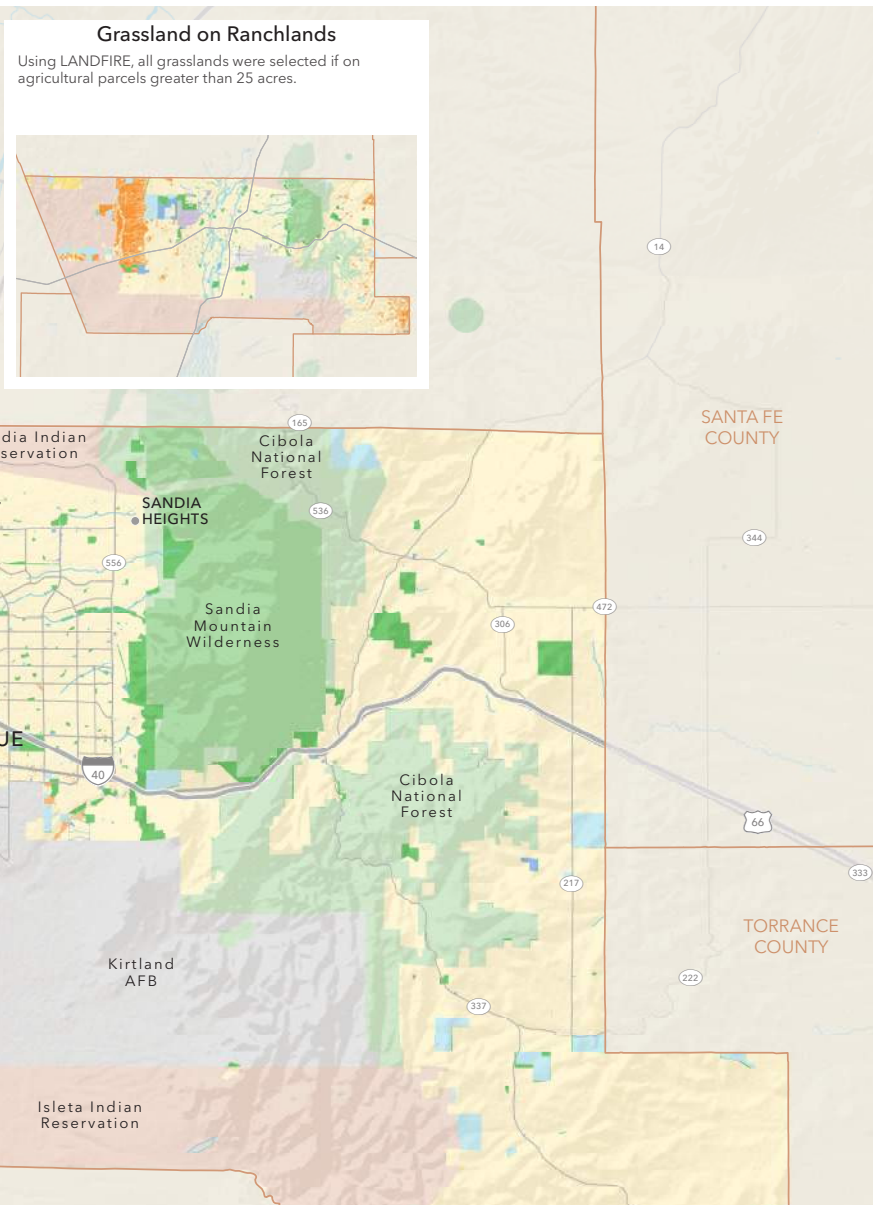 Grassland on Ranchlands
Using LANDFIRE, all grasslands were selected if on
agricultural parcels greater than 25 acres.
14
SANTA FE
COUNTY
165
dia Indian
servation
Cibola
National
Forest
SANDIA
HEIGHTS
536
344
556
Sandia
Mountain
Wilderness
472
306
UE
40
Cibola
National
Forest
66
333
217
TORRANCE
COUNTY
Kirtland
AFB
222
337
Isleta Indian
Reservation